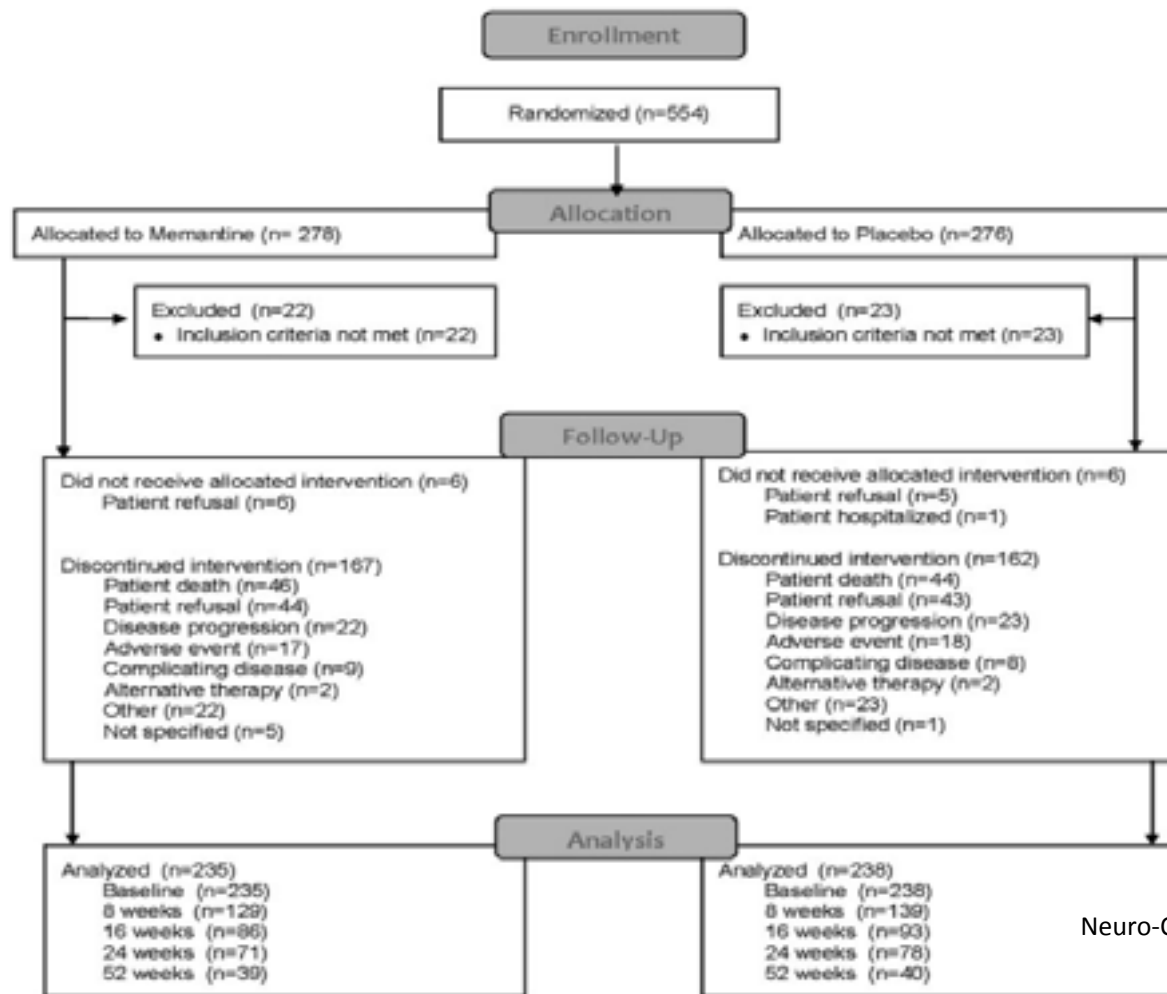 Enrollment
Randomized (n=554)
Allocation
Allocated to Memantine (n= 278)
Allocated to Placebo (n=276)
Excluded (n=22)
• Inclusion criteria not met (n=22)
Excluded (n=23)
• Inclusion criteria not met (n=23)
Follow-Up
Did not receive allocated intervention (n=6)
Patient refusal (n=6)
Discontinued intervention (n=167)
Patient death (n=46)
Patient refusal (n=44)
Disease progression (n=22)
Adverse event (n=17)
Complicating disease (n=9)
Alternative therapy (n=2)
Other (n=22)
Not specified (n=5)
Did not receive allocated intervention (n=6)
Patient refusal (n=5)
Patient hospitalized (n=1)
Discontinued intervention (n=162)
Patient death (n=44)
Patient refusal (n=43)
Disease progression (n=23)
Adverse event (n=18)
Complicating disease (n=8)
Alternative therapy (n=2)
Other (n=23)
Not specified (n=1)
Analysis
Analyzed (n=235)
Baseline (n=235)
8 weeks (n=129)
16 weeks (n=86)
24 weeks (n=71)
52 weeks (n=39)
Analyzed (n=238)
Baseline (n=238)
8 weeks (n=139)
16 weeks (n=93)
24 weeks (n=78)
52 weeks (n=40)
Neuro-